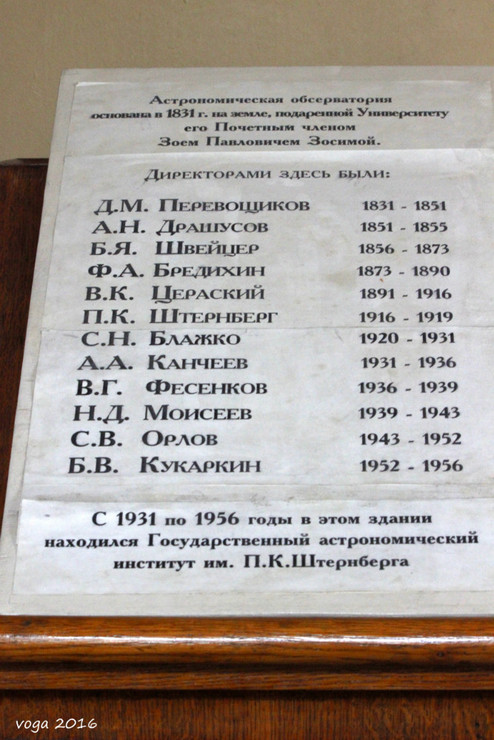 Астрономическая обсерватория
основана в 1831 г. на земле, подаренной Университету
его Почетным членом
Зоем Павловичем Зосимой.
Директорами здесь были:
Д.М. Перевощиков 1831 - 1851
А.Н. Драшусов 1851 - 1855
Б.Я. Швейцер 1856 - 1873
Ф.А. Бредихин 1873 - 1890
В.К. Цераский 1891 - 1916
П.К. Штернберг 1916 - 1919
С.Н. Блажко 1920 - 1931
А.А. Канчеев 1931 - 1936
В.Г. Фесенков 1936 - 1939
Н.Д. Моисеев 1939 - 1943
С.В. Орлов 1943 - 1952
Б.В. Кукаркин 1952 - 1956
С 1931 по 1956 годы в этом здании
находился Государственный астрономический
институт им. П.К.Штернберга
voga 2016